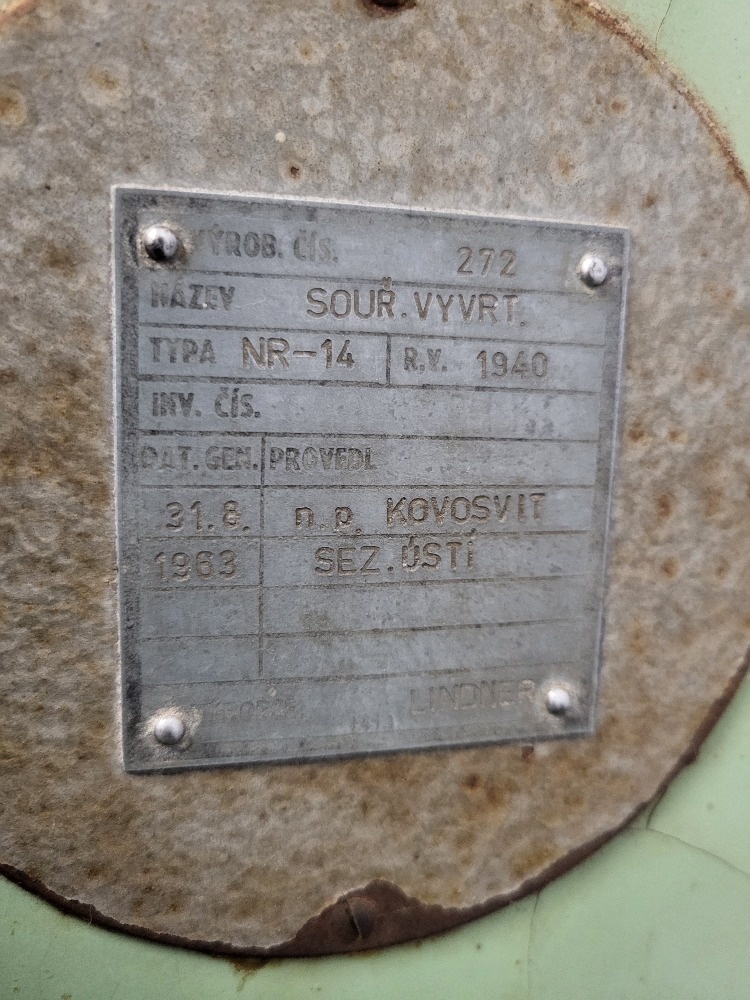 VÝROB. ČÍS. 272
NÁZEV SOUŘ. VYVRT.
TYPA NR-14 R.V. 1940
INV. ČÍS.
DAT. GEN. PROVEDL
31.8. n.p. KOVOSVIT
1963 SEZ. ÚSTÍ
LINDNER